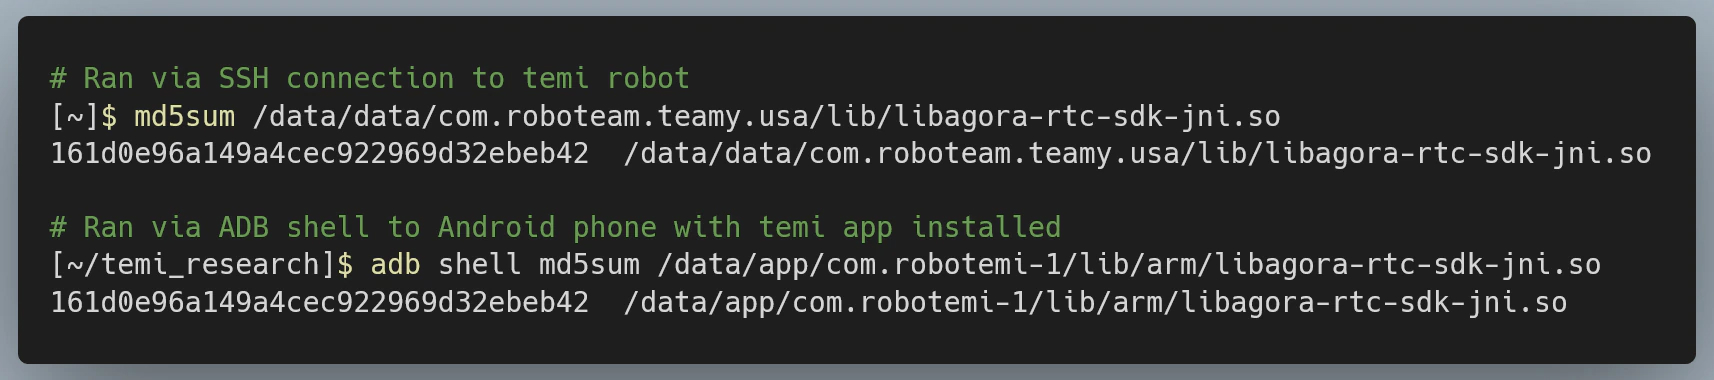 # Ran via SSH connection to temi robot
[~]$ md5sum /data/data/com.roboteam.teamy.usa/lib/libagora-rtc-sdk-jni.so
161d0e96a149a4cec922969d32ebeb42  /data/data/com.roboteam.teamy.usa/lib/libagora-rtc-sdk-jni.so
# Ran via ADB shell to Android phone with temi app installed
[~/temi_research]$ adb shell md5sum /data/app/com.robotemi-1/lib/arm/libagora-rtc-sdk-jni.so
161d0e96a149a4cec922969d32ebeb42  /data/app/com.robotemi-1/lib/arm/libagora-rtc-sdk-jni.so